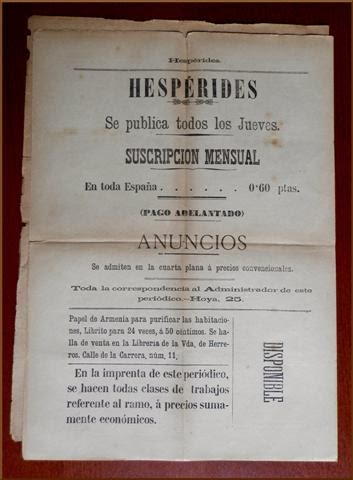 Hespérides.
HESPÉRIDES
Se publica todos los Jueves.
SUSCRIPCION MENSUAL
En toda España . . . . . . 0'60 ptas.
(PAGO ADELANTADO)
ANUNCIOS
Se admiten en la cuarta plana á precios convencionales.
Toda la correspondencia al Administrador de este
periódico.—Hoya, 25.
Papel de Armenia para purificar las habitacio-
nes, Librito para 24 veces, á 50 céntimos. Se ha-
lla de venta en la Librería de la Vda, de Herre-
ros. Calle de la Carrera, núm. 11,
En la imprenta de este periódico,
se hacen todas clases de trabajos
referente al ramo, á precios suma-
mente económicos.
DISPONIBLE